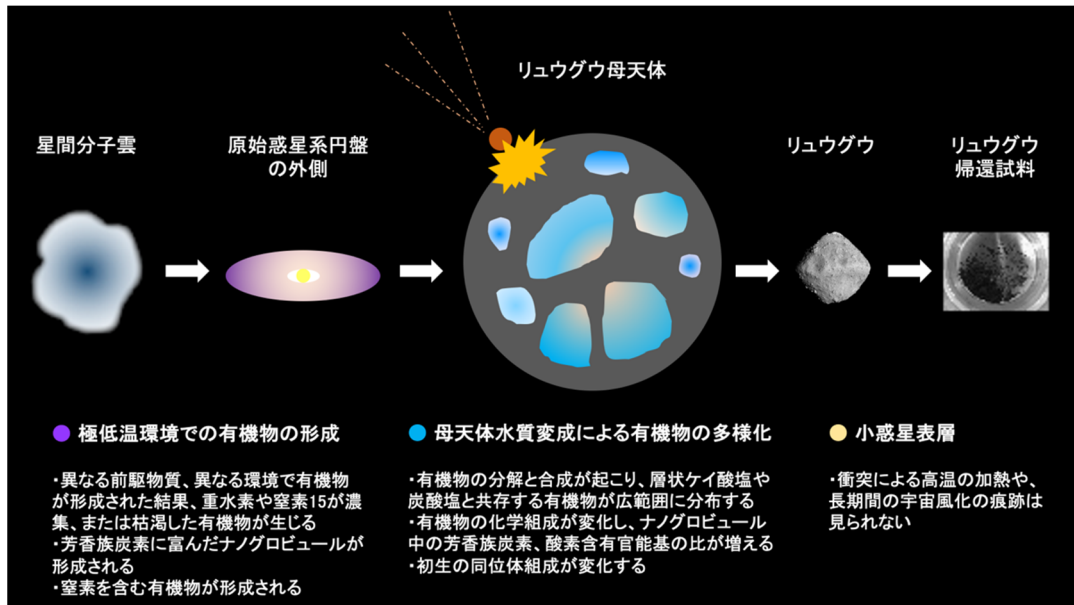 リュウグウ母天体
星間分子雲
原始惑星系円盤
の外側
リュウグウ
リュウグウ
帰還試料
● 極低温環境での有機物の形成
・異なる前駆物質、異なる環境で有機物
が形成された結果、重水素や窒素15が濃
集、または枯渇した有機物が生じる
・芳香族炭素に富んだナノグロビュールが
形成される
・窒素を含む有機物が形成される
● 母天体水質変成による有機物の多様化
・有機物の分解と合成が起こり、層状ケイ酸塩や
炭酸塩と共存する有機物が広範囲に分布する
・有機物の化学組成が変化し、ナノグロビュール
中の芳香族炭素、酸素含有官能基の比が増える
・初生の同位体組成が変化する
● 小惑星表層
・衝突による高温の加熱や、
長期間の宇宙風化の痕跡は
見られない